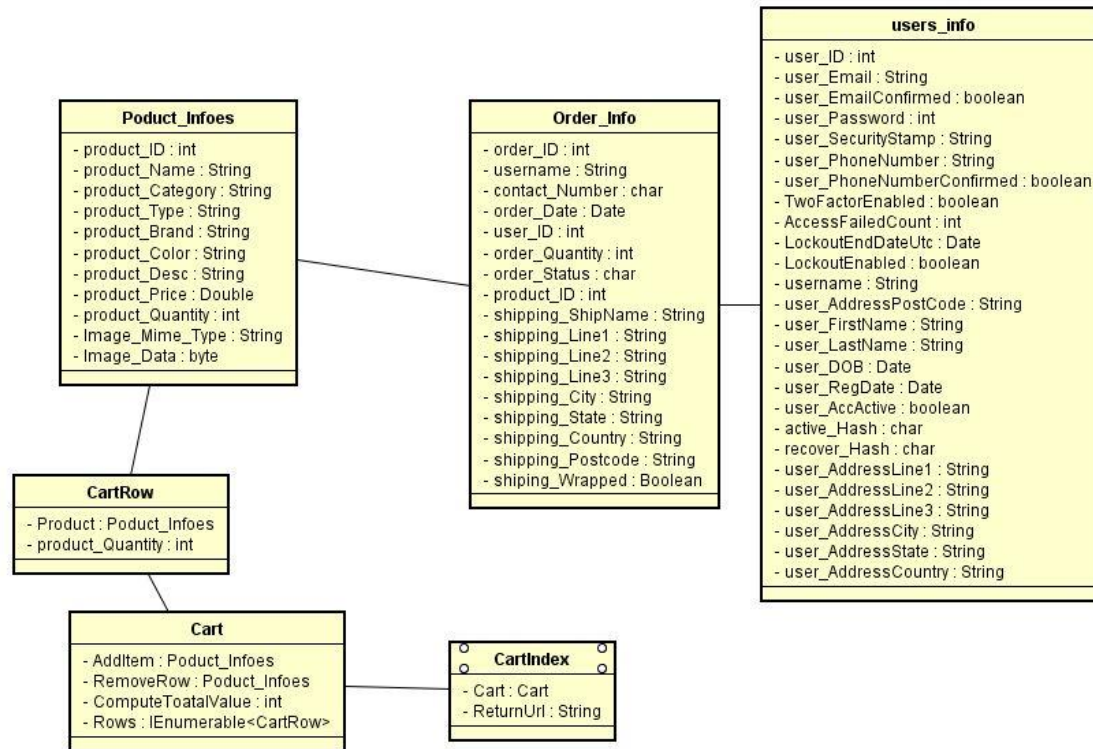 users_info
- user_ID : int
- user_Email : String
- user_EmailConfirmed : boolean
- user_Password : int
- user_SecurityStamp : String
- user_PhoneNumber : String
- user_PhoneNumberConfirmed : boolean
- TwoFactorEnabled : boolean
- AccessFailedCount : int
- LockoutEndDateUtc : Date
- LockoutEnabled : boolean
- username : String
- user_AddressPostCode : String
- user_FirstName : String
- user_LastName : String
- user_DOB : Date
- user_RegDate : Date
- user_AccActive : boolean
- active_Hash : char
- recover_Hash : char
- user_AddressLine1 : String
- user_AddressLine2 : String
- user_AddressLine3 : String
- user_AddressCity : String
- user_AddressState : String
- user_AddressCountry : String
Poduct_Infoes
- product_ID : int
- product_Name : String
- product_Category : String
- product_Type : String
- product_Brand : String
- product_Color : String
- product_Desc : String
- product_Price : Double
- product_Quantity : int
- Image_Mime_Type : String
- Image_Data : byte
Order_Info
- order_ID : int
- username : String
- contact_Number : char
- order_Date : Date
- user_ID : int
- order_Quantity : int
- order_Status : char
- product_ID : int
- shipping_ShipName : String
- shipping_Line1 : String
- shipping_Line2 : String
- shipping_Line3 : String
- shipping_City : String
- shipping_State : String
- shipping_Country : String
- shipping_Postcode : String
- shiping_Wrapped : Boolean
CartRow
- Product : Poduct_Infoes
- product_Quantity : int
Cart
- AddItem : Poduct_Infoes
- RemoveRow : Poduct_Infoes
- ComputeToatalValue : int
- Rows : IEnumerable<CartRow>
CartIndex
- Cart : Cart
- ReturnUrl : String